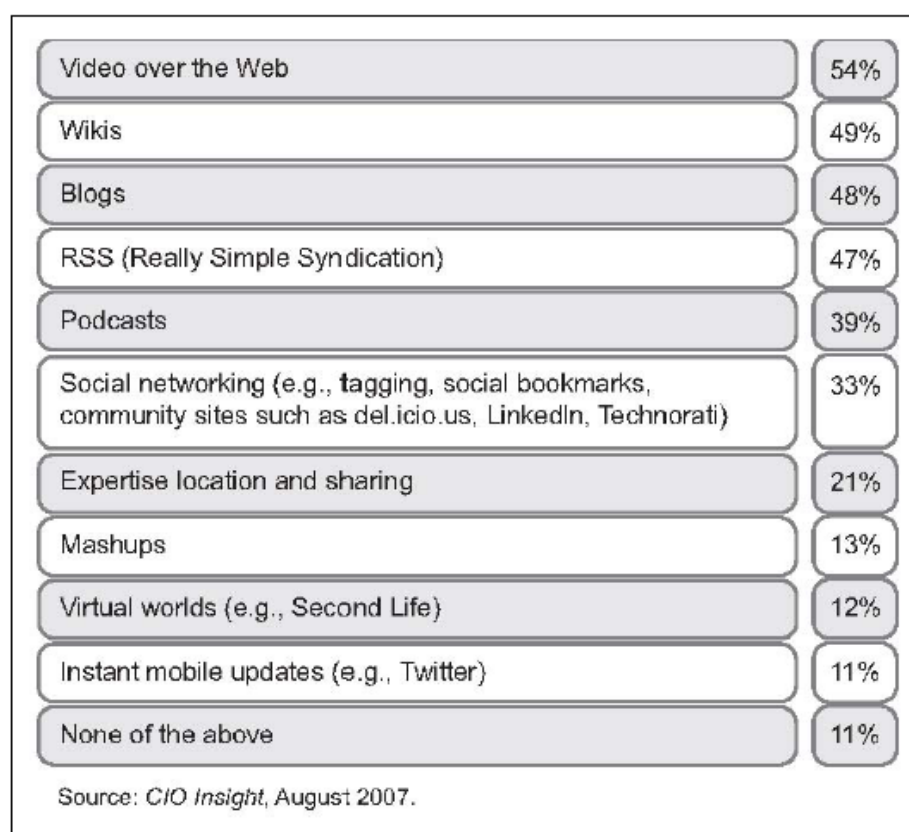 Video over the Web 54%
Wikis 49%
Blogs 48%
RSS (Really Simple Syndication) 47%
Podcasts 39%
Social networking (e.g., tagging, social bookmarks, 33%
community sites such as del.icio.us, LinkedIn, Technorati)
Expertise location and sharing 21%
Mashups 13%
Virtual worlds (e.g., Second Life) 12%
Instant mobile updates (e.g., Twitter) 11%
None of the above 11%
Source: CIO Insight, August 2007.